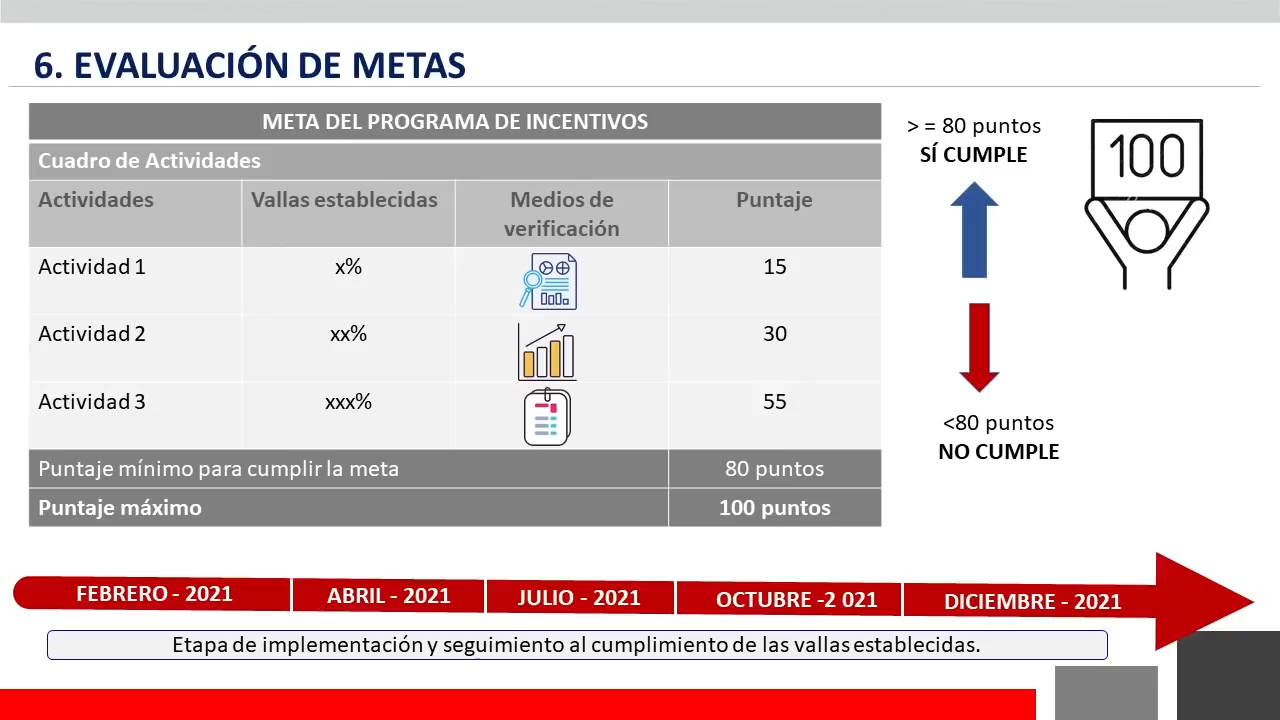 6. EVALUACIÓN DE METAS
META DEL PROGRAMA DE INCENTIVOS
Cuadro de Actividades
Actividades
Vallas establecidas
Medios de
verificación
Puntaje
Actividad 1
x%
15
Actividad 2
xx%
30
Actividad 3
xxx%
55
Puntaje mínimo para cumplir la meta
80 puntos
Puntaje máximo
100 puntos
> = 80 puntos
SÍ CUMPLE
100
<80 puntos
NO CUMPLE
FEBRERO - 2021
ABRIL - 2021
JULIO - 2021
OCTUBRE -2 021
DICIEMBRE - 2021
Etapa de implementación y seguimiento al cumplimiento de las vallas establecidas.